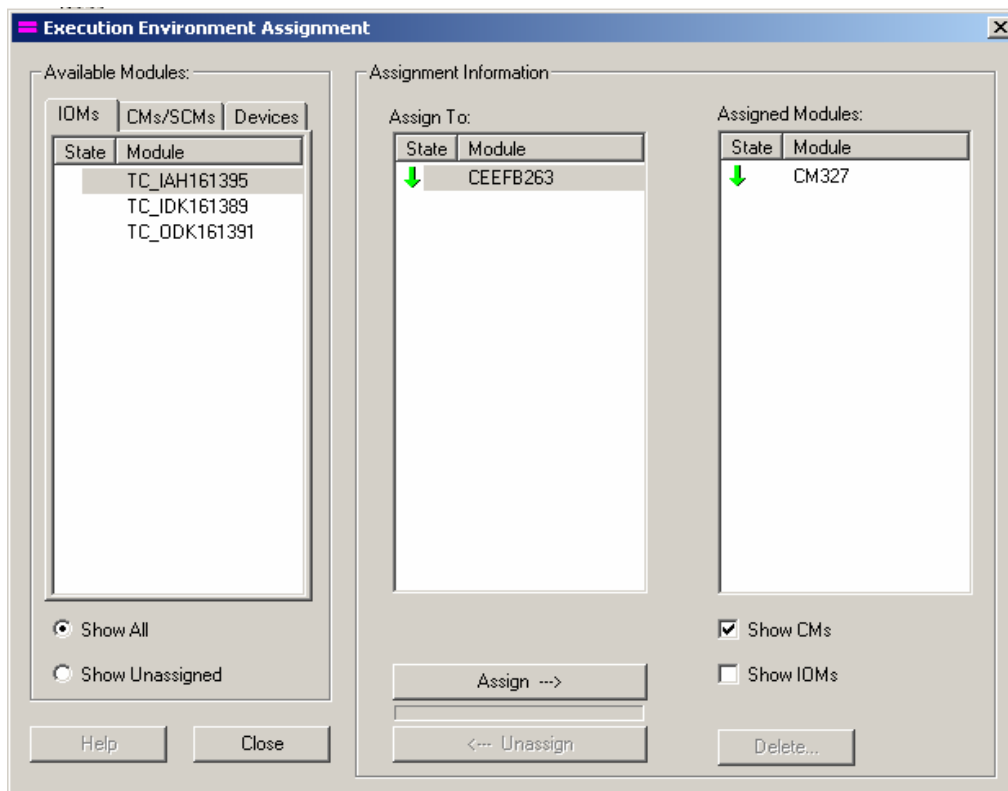 Execution Environment Assignment
Available Modules:
IOMs CMs/SCMs Devices
State Module
TC_IAH161395
TC_IDK161389
TC_ODK161391
Show All
Show Unassigned
Help Close
Assignment Information
Assign To:
State Module
CEEFB263
Assign --->
<--- Unassign
Assigned Modules:
State Module
CM327
Show CMs
Show IOMs
Delete...